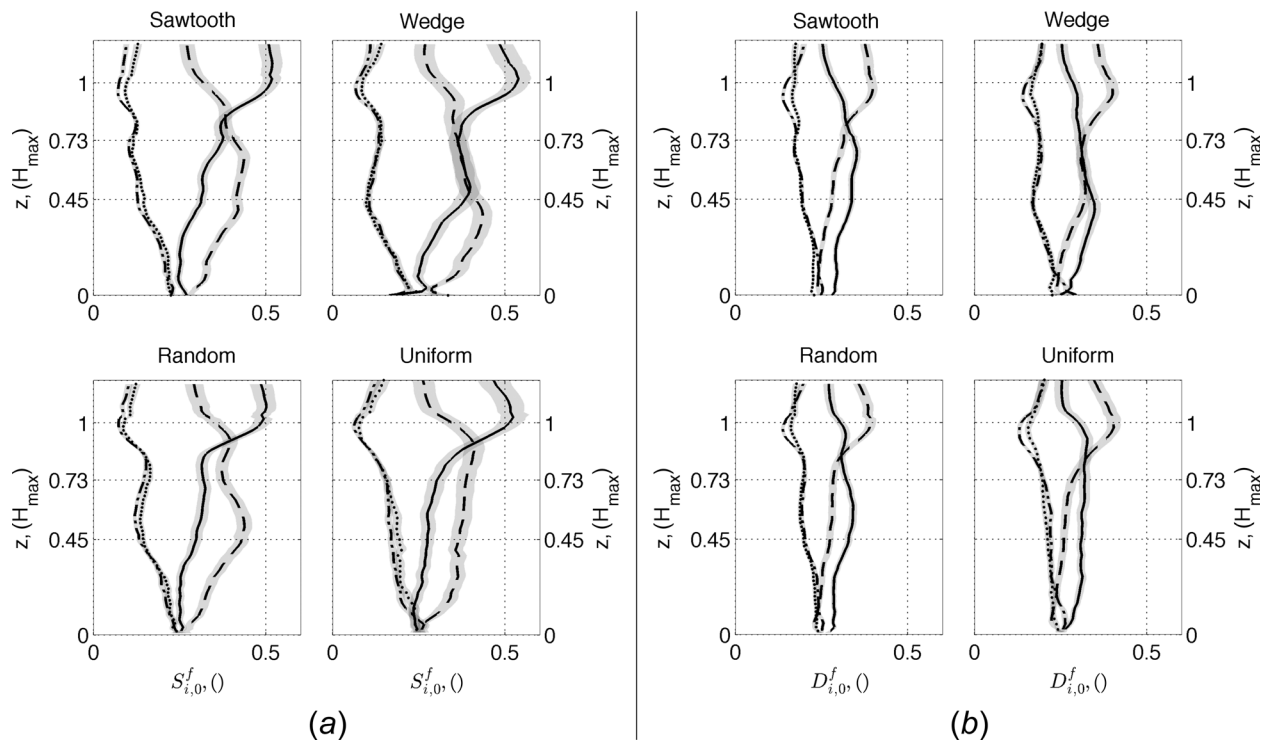 Sawtooth
Wedge
z, (H_max)
1
0.73
0.45
0
0
0.5
1
0.73
0.45
0
0
0.5
z, (H_max)
Random
Uniform
z, (H_max)
1
0.73
0.45
0
0
0.5
1
0.73
0.45
0
0
0.5
z, (H_max)
S^f_{i,0}, ()
S^f_{i,0}, ()
(a)
Sawtooth
Wedge
z, (H_max)
1
0.73
0.45
0
0
0.5
1
0.73
0.45
0
0
0.5
z, (H_max)
Random
Uniform
z, (H_max)
1
0.73
0.45
0
0
0.5
1
0.73
0.45
0
0
0.5
z, (H_max)
D^f_{i,0}, ()
D^f_{i,0}, ()
(b)